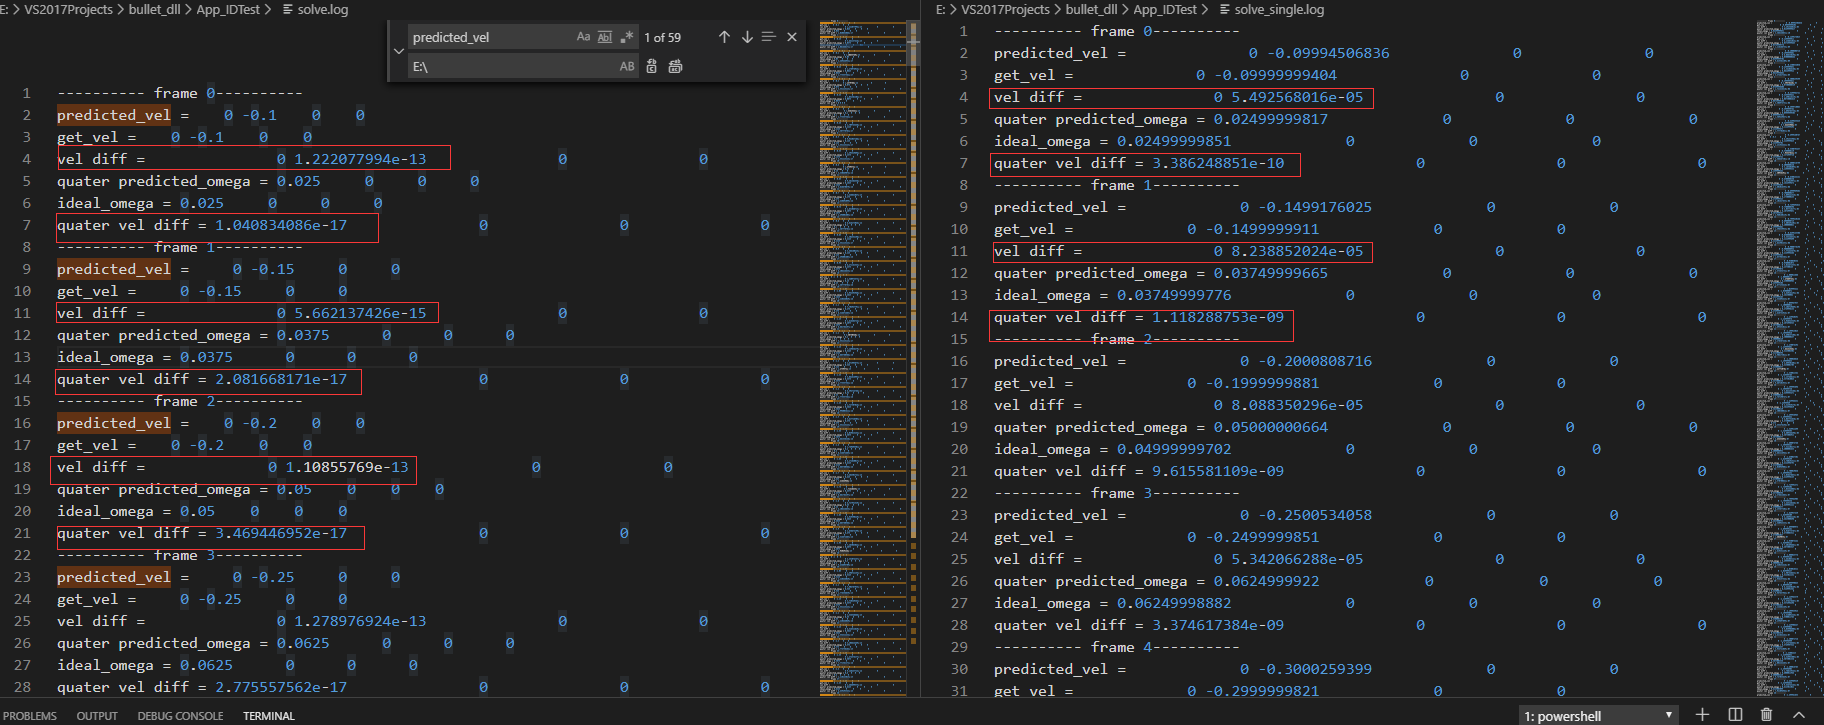 E: > VS2017Projects > bullet_dll > App_IDTest > solve.log
predicted_vel Aa Abl .* 1 of 59
E:\ AB
1 ---------- frame 0----------
2 predicted_vel = 0 -0.1 0 0
3 get_vel = 0 -0.1 0 0
4 vel diff = 0 1.222077994e-13 0 0
5 quater predicted_omega = 0.025 0 0 0
6 ideal_omega = 0.025 0 0 0
7 quater vel diff = 1.040834086e-17 0 0 0
8 ---------- frame 1----------
9 predicted_vel = 0 -0.15 0 0
10 get_vel = 0 -0.15 0 0
11 vel diff = 0 5.662137426e-15 0 0
12 quater predicted_omega = 0.0375 0 0 0
13 ideal_omega = 0.0375 0 0 0
14 quater vel diff = 2.081668171e-17 0 0 0
15 ---------- frame 2----------
16 predicted_vel = 0 -0.2 0 0
17 get_vel = 0 -0.2 0 0
18 vel diff = 0 1.10855769e-13 0 0
19 quater predicted_omega = 0.05 0 0 0
20 ideal_omega = 0.05 0 0 0
21 quater vel diff = 3.469446952e-17 0 0 0
22 ---------- frame 3----------
23 predicted_vel = 0 -0.25 0 0
24 get_vel = 0 -0.25 0 0
25 vel diff = 0 1.278976924e-13 0 0
26 quater predicted_omega = 0.0625 0 0 0
27 ideal_omega = 0.0625 0 0 0
28 quater vel diff = 2.775557562e-17 0 0 0
E: > VS2017Projects > bullet_dll > App_IDTest > solve_single.log
1 ---------- frame 0----------
2 predicted_vel = 0 -0.09994506836 0 0
3 get_vel = 0 -0.09999999404 0 0
4 vel diff = 0 5.492568016e-05 0 0
5 quater predicted_omega = 0.02499999817 0 0 0
6 ideal_omega = 0.02499999851 0 0 0
7 quater vel diff = 3.386248851e-10 0 0 0
8 ---------- frame 1----------
9 predicted_vel = 0 -0.1499176025 0 0
10 get_vel = 0 -0.1499999911 0 0
11 vel diff = 0 8.238852024e-05 0 0
12 quater predicted_omega = 0.03749999665 0 0 0
13 ideal_omega = 0.03749999776 0 0 0
14 quater vel diff = 1.118288753e-09 0 0 0
15 ---------- frame 2----------
16 predicted_vel = 0 -0.2000808716 0 0
17 get_vel = 0 -0.1999999881 0 0
18 vel diff = 0 8.088350296e-05 0 0
19 quater predicted_omega = 0.05000000664 0 0 0
20 ideal_omega = 0.04999999702 0 0 0
21 quater vel diff = 9.615581109e-09 0 0 0
22 ---------- frame 3----------
23 predicted_vel = 0 -0.2500534058 0 0
24 get_vel = 0 -0.2499999851 0 0
25 vel diff = 0 5.342066288e-05 0 0
26 quater predicted_omega = 0.0624999922 0 0 0
27 ideal_omega = 0.06249998882 0 0 0
28 quater vel diff = 3.374617384e-09 0 0 0
29 ---------- frame 4----------
30 predicted_vel = 0 -0.3000259399 0 0
31 get_vel = 0 -0.2999999821 0 0
PROBLEMS OUTPUT DEBUG CONSOLE TERMINAL 1: powershell